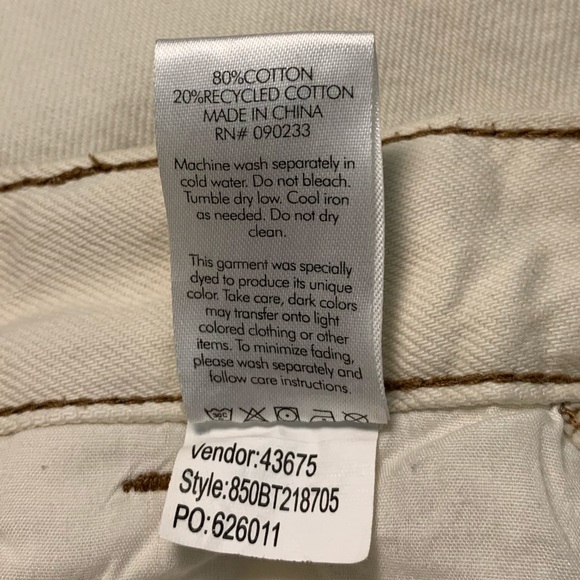 80%COTTON
20%RECYCLED COTTON
MADE IN CHINA
RN# 090233
Machine wash separately in
cold water. Do not bleach.
Tumble dry low. Cool iron
as needed. Do not dry
clean.
This garment was specially
dyed to produce its unique
color. Take care, dark colors
may transfer onto light
colored clothing or other
items. To minimize fading,
please wash separately and
follow care instructions.
vendor:43675
Style:850BT218705
PO:626011